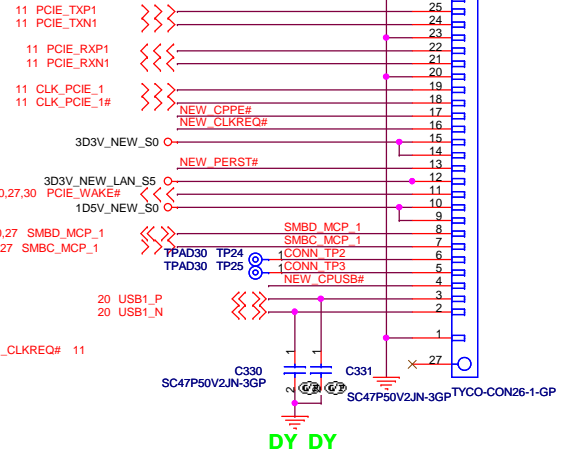 11 PCIE_TXP1 25
11 PCIE_TXN1 24
23
11 PCIE_RXP1 22
11 PCIE_RXN1 21
20
11 CLK_PCIE_1 19
11 CLK_PCIE_1# 18
NEW_CPPE# 17
NEW_CLKREQ# 16
3D3V_NEW_S0 15
14
NEW_PERST# 13
3D3V_NEW_LAN_S5 12
0,27,30 PCIE_WAKE# 11
1D5V_NEW_S0 10
9
0,27 SMBD_MCP_1 SMBD_MCP_1 8
27 SMBC_MCP_1 SMBC_MCP_1 7
TPAD30 TP24 1 CONN_TP2 6
TPAD30 TP25 1 CONN_TP3 5
NEW_CPUSB# 4
20 USB1_P 3
20 USB1_N 2
1
_CLKREQ# 11
1 1
27
C330 C331
SC47P50V2JN-3GP
2
SC47P50V2JN-3GP
TYCO-CON26-1-GP
DY DY